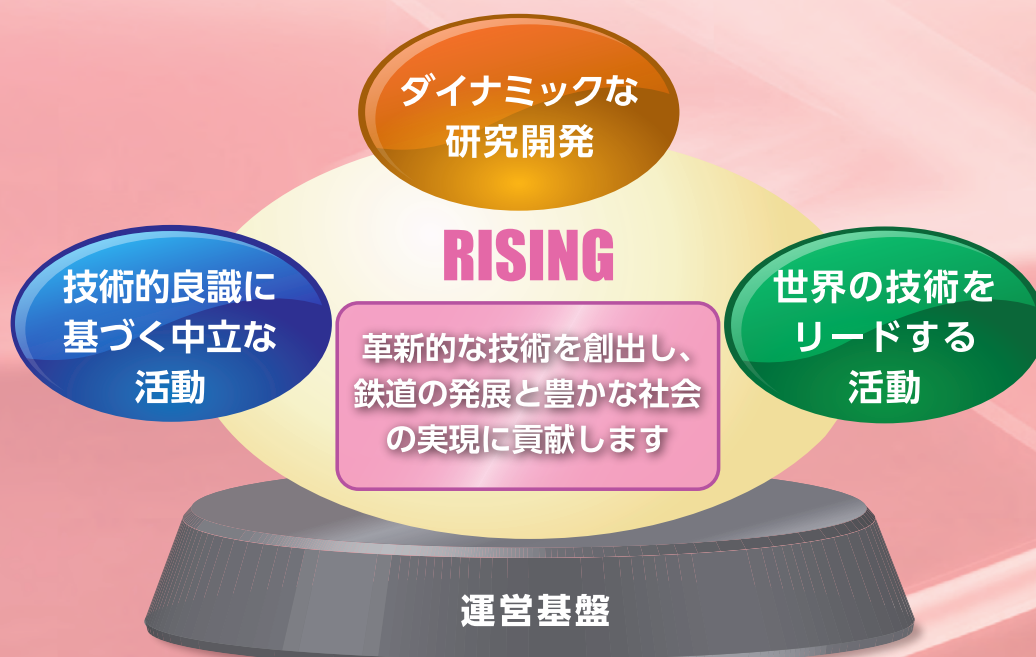 ダイナミックな
研究開発
RISING
技術的良識に
基づく中立な
活動
革新的な技術を創出し、
鉄道の発展と豊かな社会
の実現に貢献します
世界の技術を
リードする
活動
運営基盤